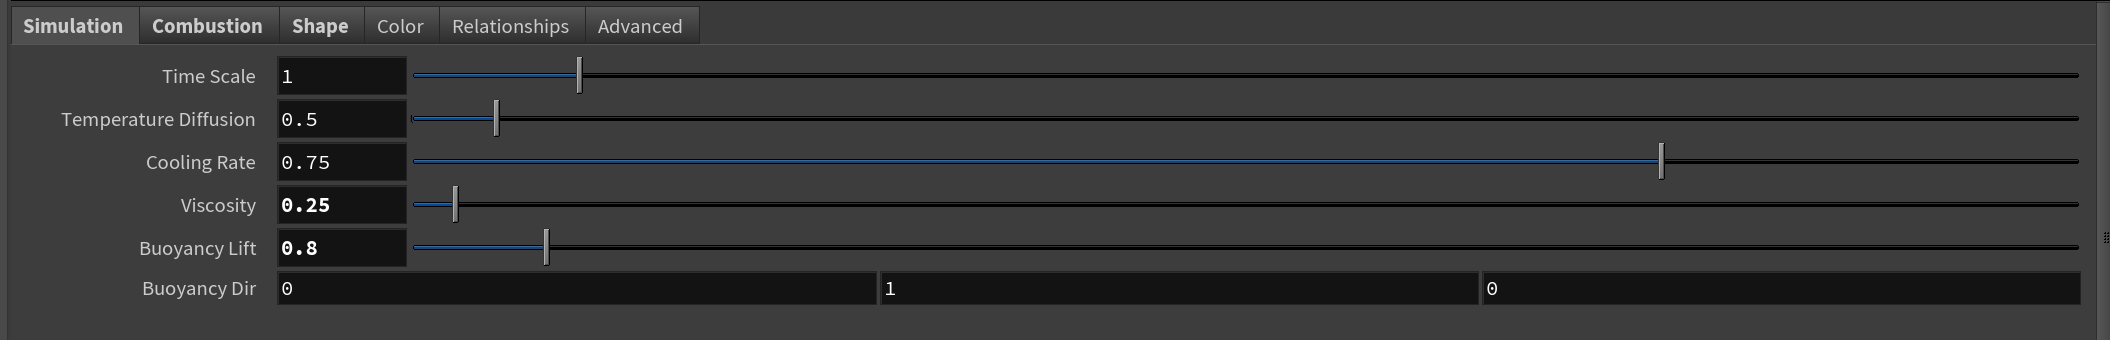 Simulation Combustion Shape Color Relationships Advanced
Time Scale 1
Temperature Diffusion 0.5
Cooling Rate 0.75
Viscosity 0.25
Buoyancy Lift 0.8
Buoyancy Dir 0 1 0